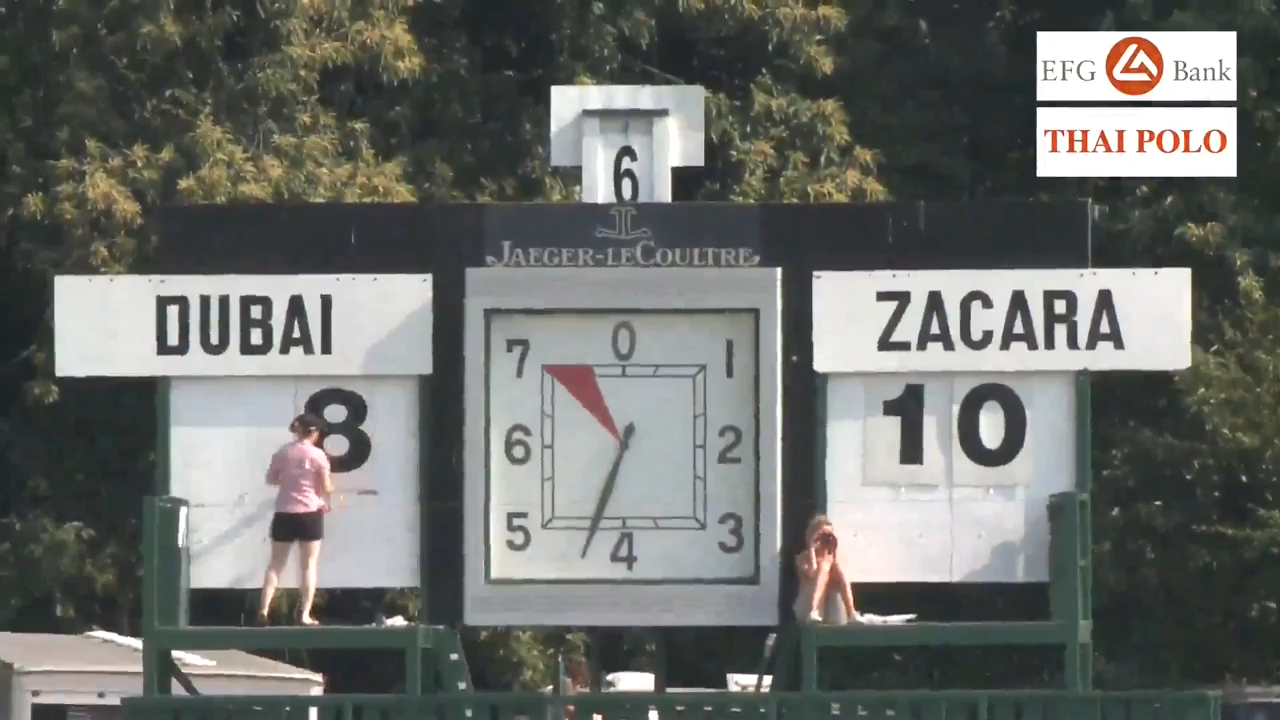 EFG Bank
THAI POLO
6
JAEGER-LECOULTRE
DUBAI
ZACARA
8
10
0
7 1
6 2
5 3
4